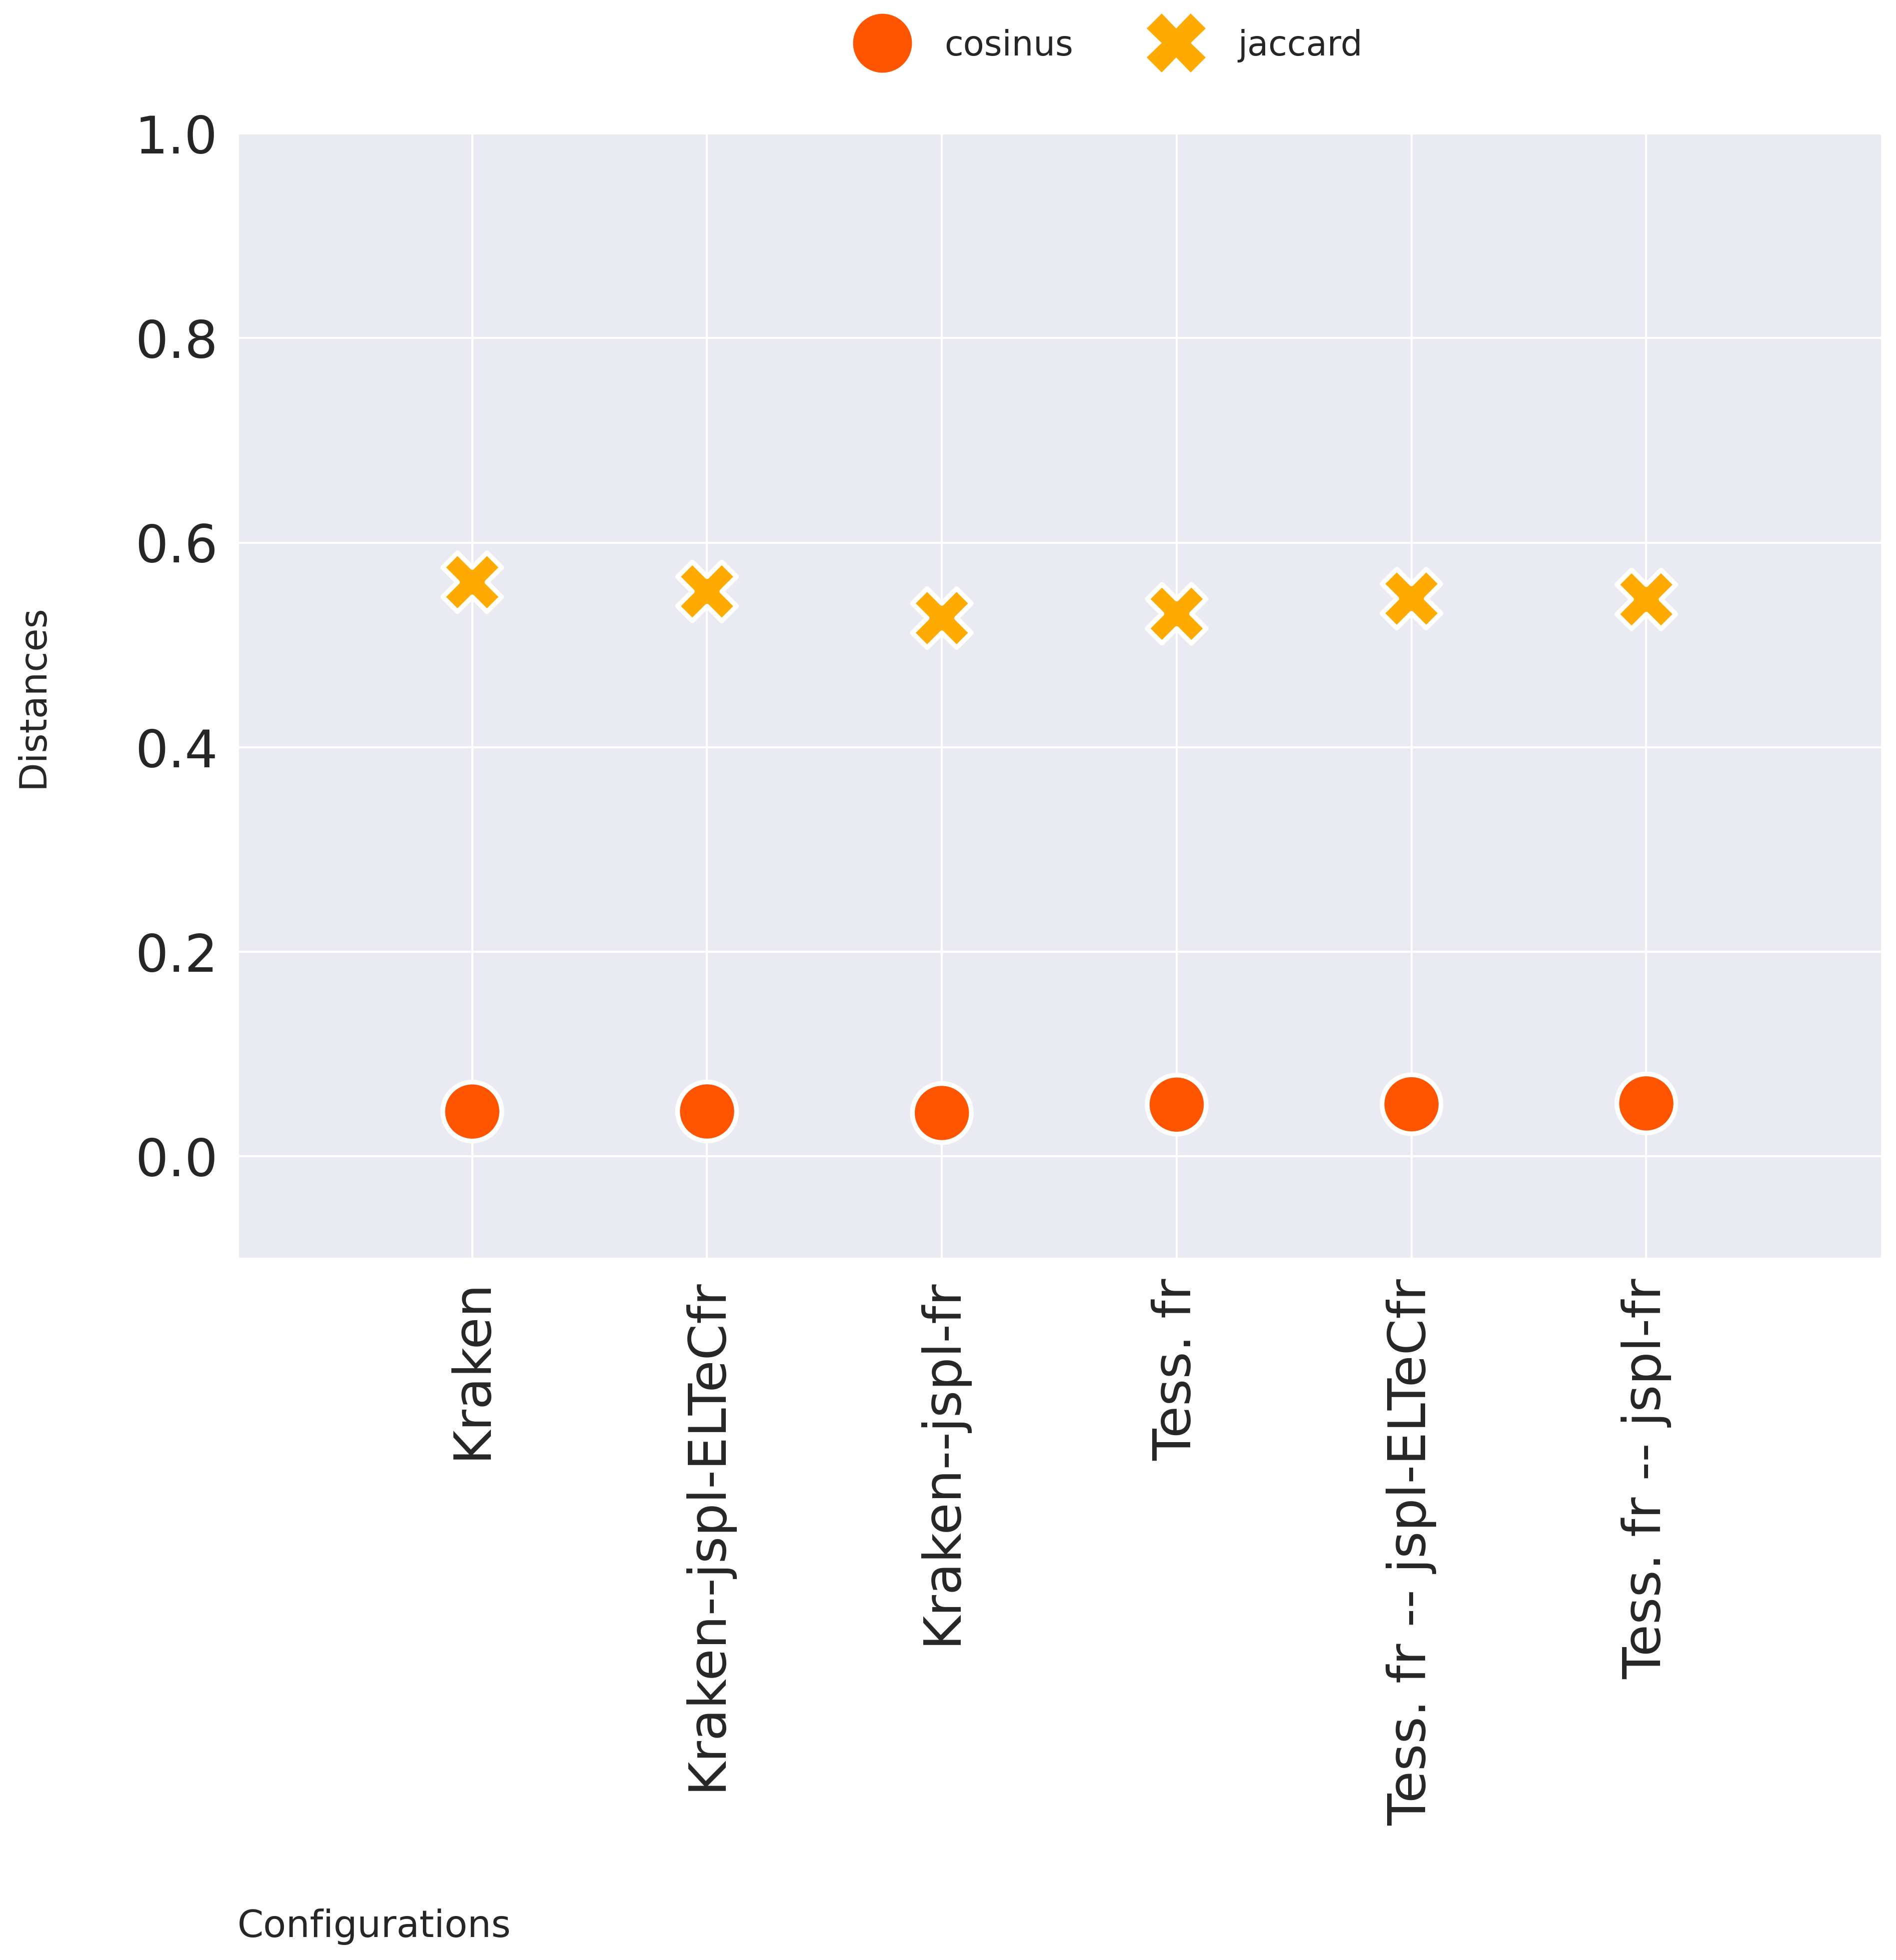 cosinus jaccard
1.0
0.8
0.6
0.4
0.2
0.0
Distances
Kraken
Kraken--jspl-ELTeCfr
Kraken--jspl-fr
Tess. fr
Tess. fr -- jspl-ELTeCfr
Tess. fr -- jspl-fr
Configurations